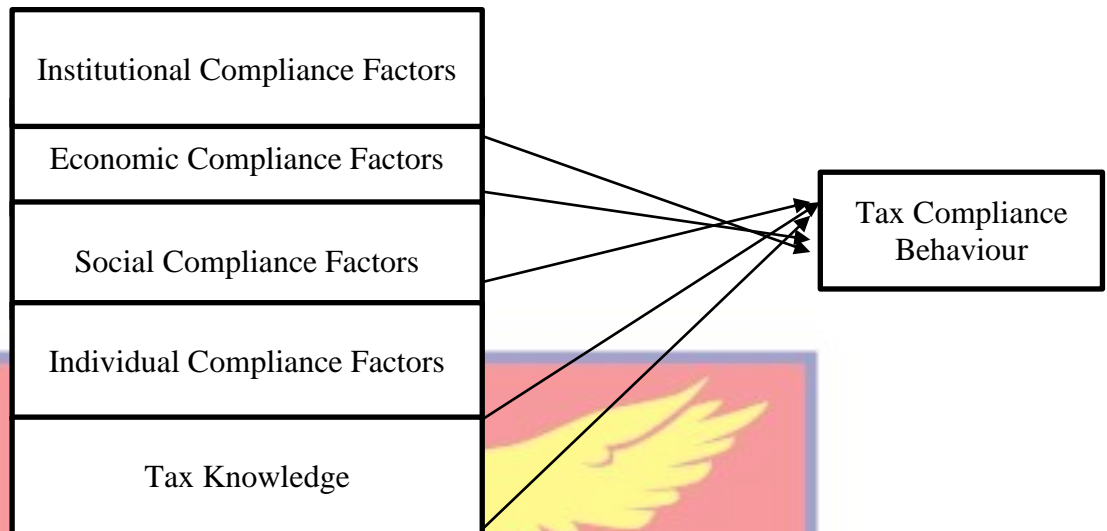 Institutional Compliance Factors
Economic Compliance Factors
Social Compliance Factors
Individual Compliance Factors
Tax Knowledge
Tax Compliance
Behaviour